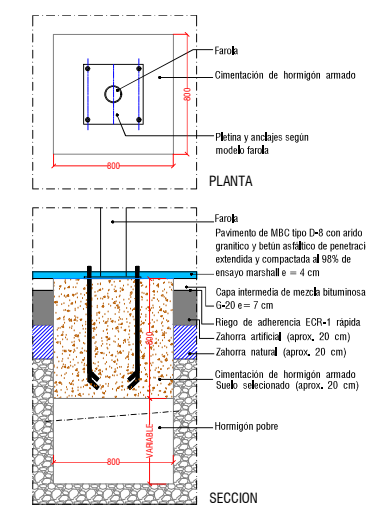 Farola
Cimentación de hormigón armado
800
Pletina y anclajes según
modelo farola
800
PLANTA
Farola
Pavimento de MBC tipo D-8 con arido
granitico y betún asfáltico de penetraci
extendida y compactada al 98% de
ensayo marshall e = 4 cm
Capa intermedia de mezcla bituminosa
G-20 e= 7 cm
Riego de adherencia ECR-1 rápida
Zahorra artificial (aprox. 20 cm)
800
Zahorra natural (aprox. 20 cm)
Cimentación de hormigón armado
Suelo selecionado (aprox. 20 cm)
Hormigón pobre
VARIABLE
800
SECCION